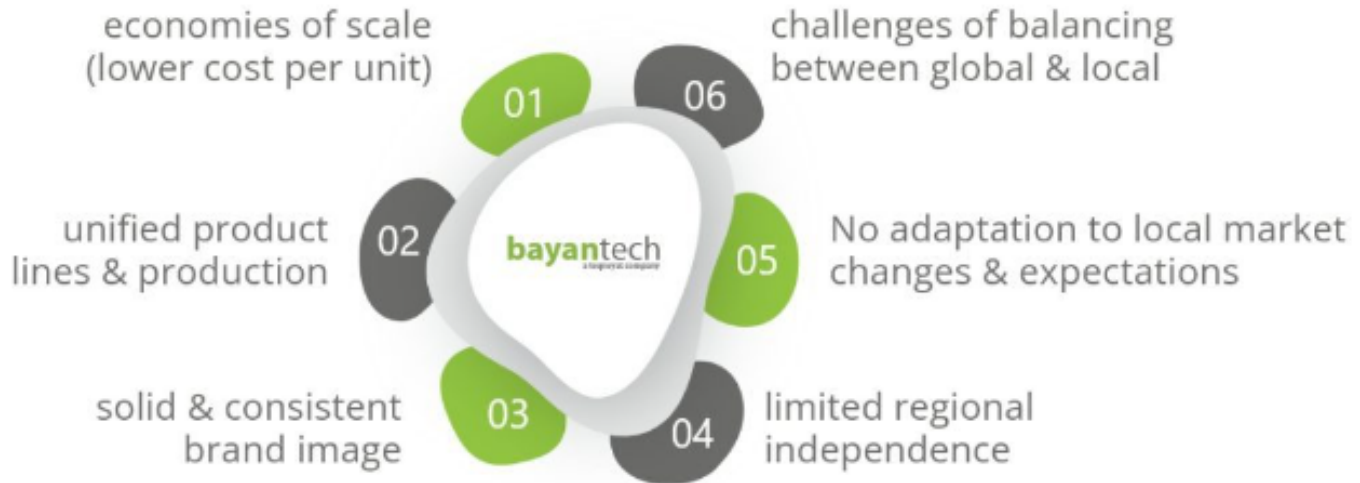 economies of scale
(lower cost per unit)
01
unified product
lines & production
02
solid & consistent
brand image
03
limited regional
independence
04
No adaptation to local market
changes & expectations
05
challenges of balancing
between global & local
06
bayantech
a company